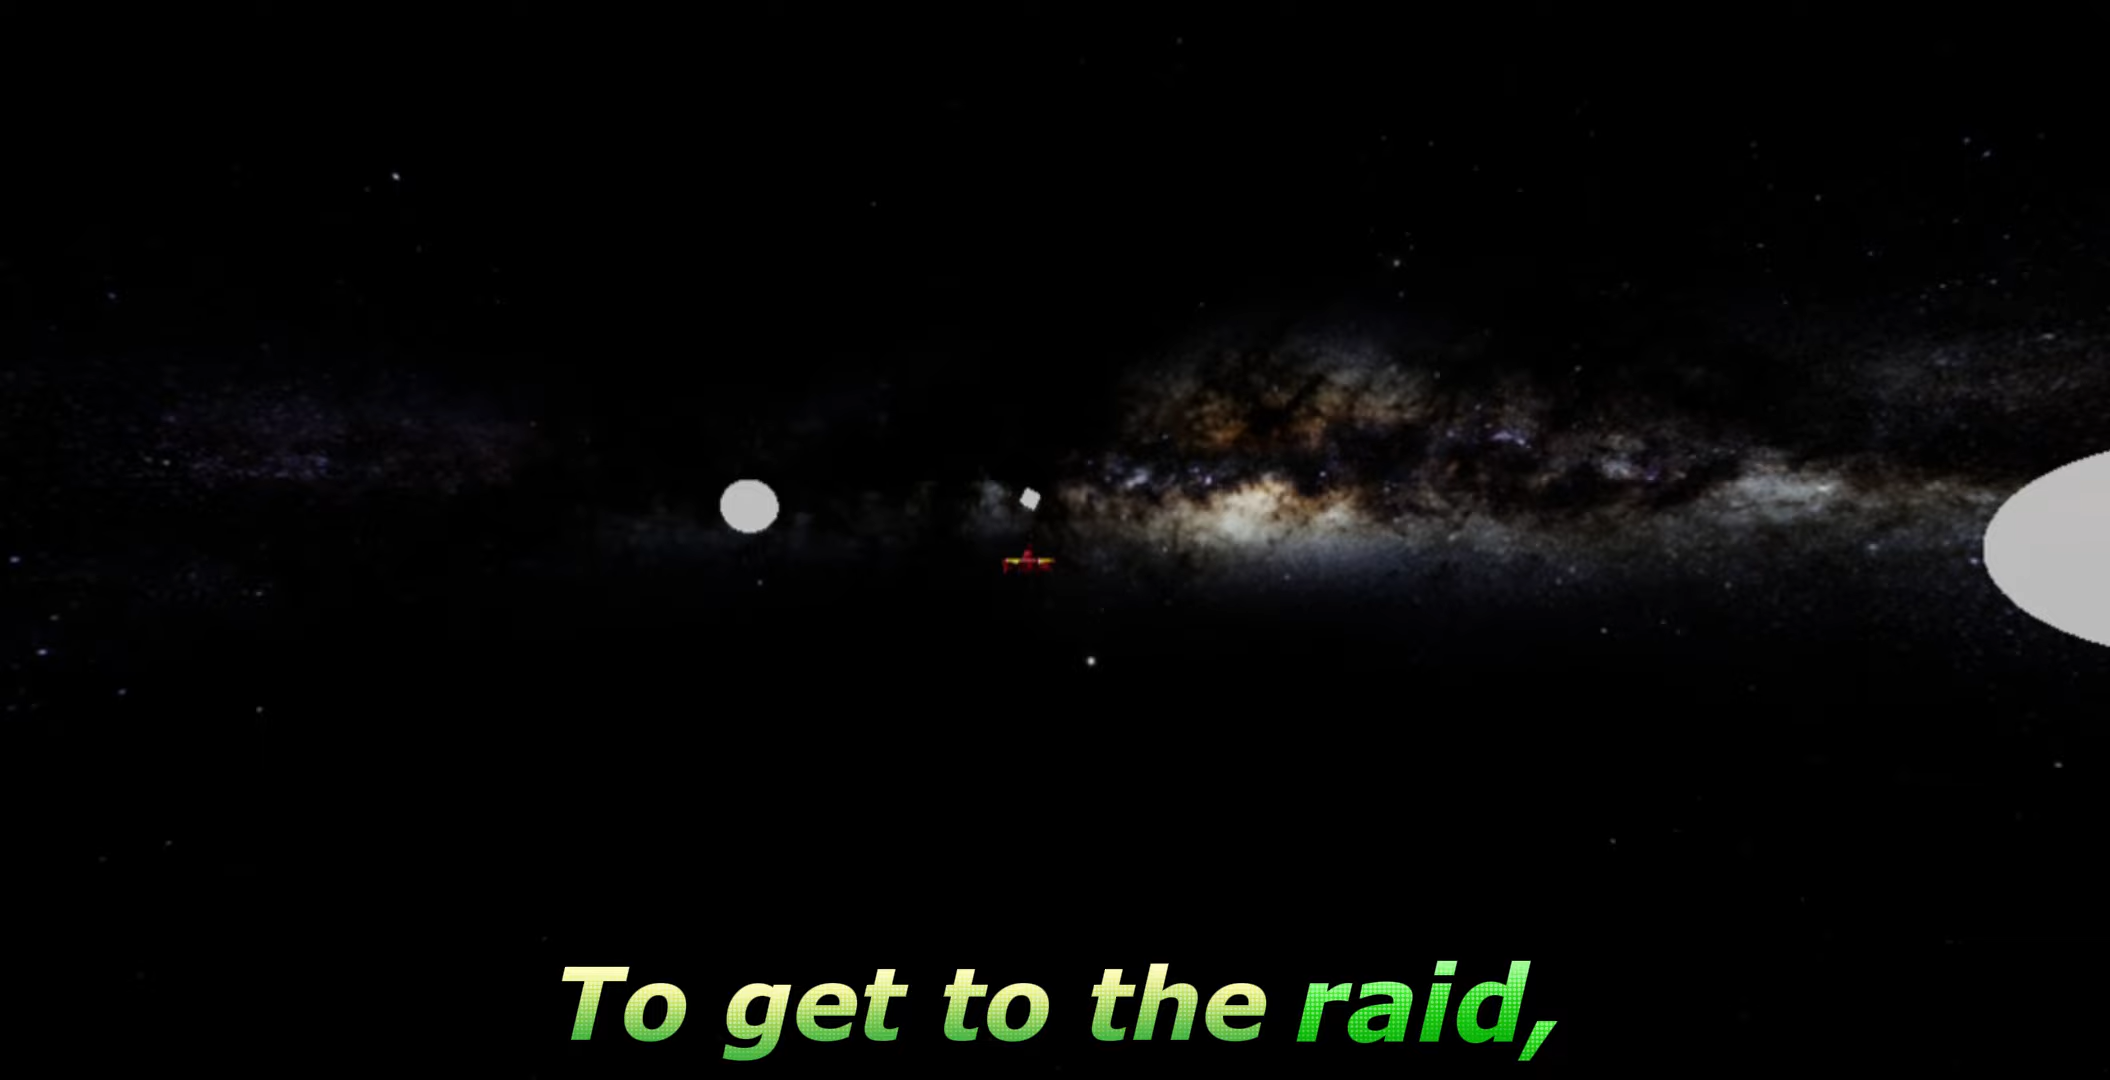 To get to the raid,